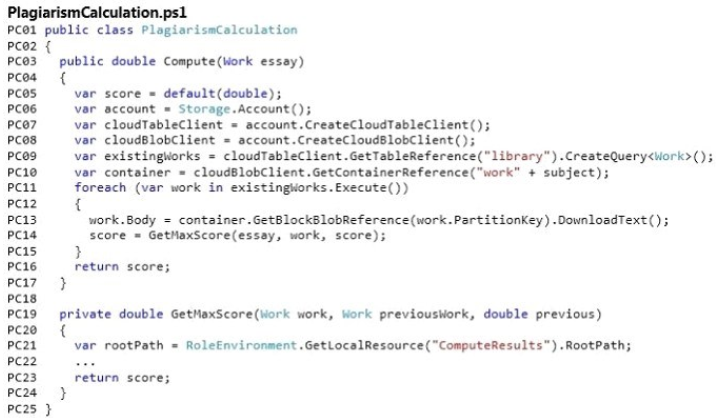 PlagiarismCalculation.ps1
PC01 public class PlagiarismCalculation
PC02 {
PC03   public double Compute(Work essay)
PC04   {
PC05     var score = default(double);
PC06     var account = Storage.Account();
PC07     var cloudTableClient = account.CreateCloudTableClient();
PC08     var cloudBlobClient = account.CreateCloudBlobClient();
PC09     var existingWorks = cloudTableClient.GetTableReference("library").CreateQuery<Work>();
PC10     var container = cloudBlobClient.GetContainerReference("work" + subject);
PC11     foreach (var work in existingWorks.Execute())
PC12     {
PC13       work.Body = container.GetBlockBlobReference(work.PartitionKey).DownloadText();
PC14       score = GetMaxScore(essay, work, score);
PC15     }
PC16     return score;
PC17   }
PC18
PC19   private double GetMaxScore(Work work, Work previousWork, double previous)
PC20   {
PC21     var rootPath = RoleEnvironment.GetLocalResource("ComputeResults").RootPath;
PC22     ...
PC23     return score;
PC24   }
PC25 }